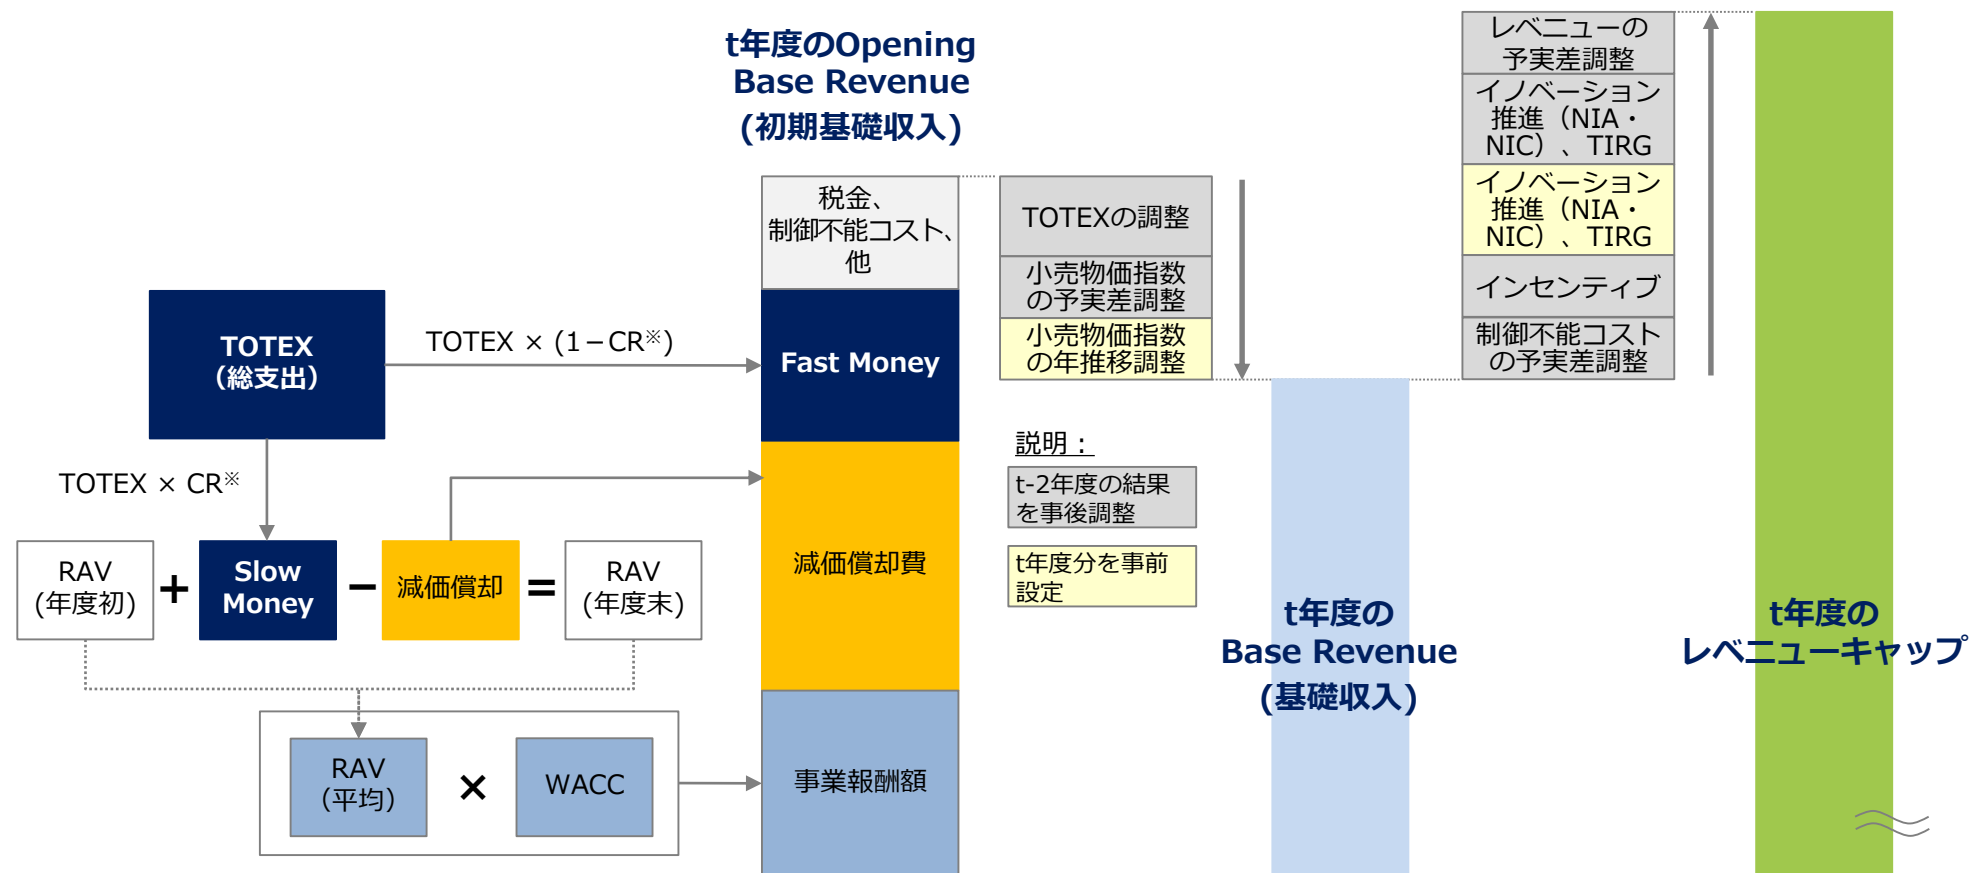 t年度のOpening
Base Revenue
(初期基礎収入)
税金、
制御不能コスト、
他
Fast Money
減価償却費
事業報酬額
TOTEX
（総支出）
TOTEX × (1－CR※)
TOTEX × CR※
RAV
(年度初)
+
Slow
Money
−
減価償却
=
RAV
(年度末)
RAV
(平均)
×
WACC
TOTEXの調整
小売物価指数
の予実差調整
小売物価指数
の年推移調整
説明：
t-2年度の結果
を事後調整
t年度分を事前
設定
t年度の
Base Revenue
(基礎収入)
レベニューの
予実差調整
イノベーション
推進（NIA・
NIC）、TIRG
イノベーション
推進（NIA・
NIC）、TIRG
インセンティブ
制御不能コスト
の予実差調整
t年度の
レベニューキャップ